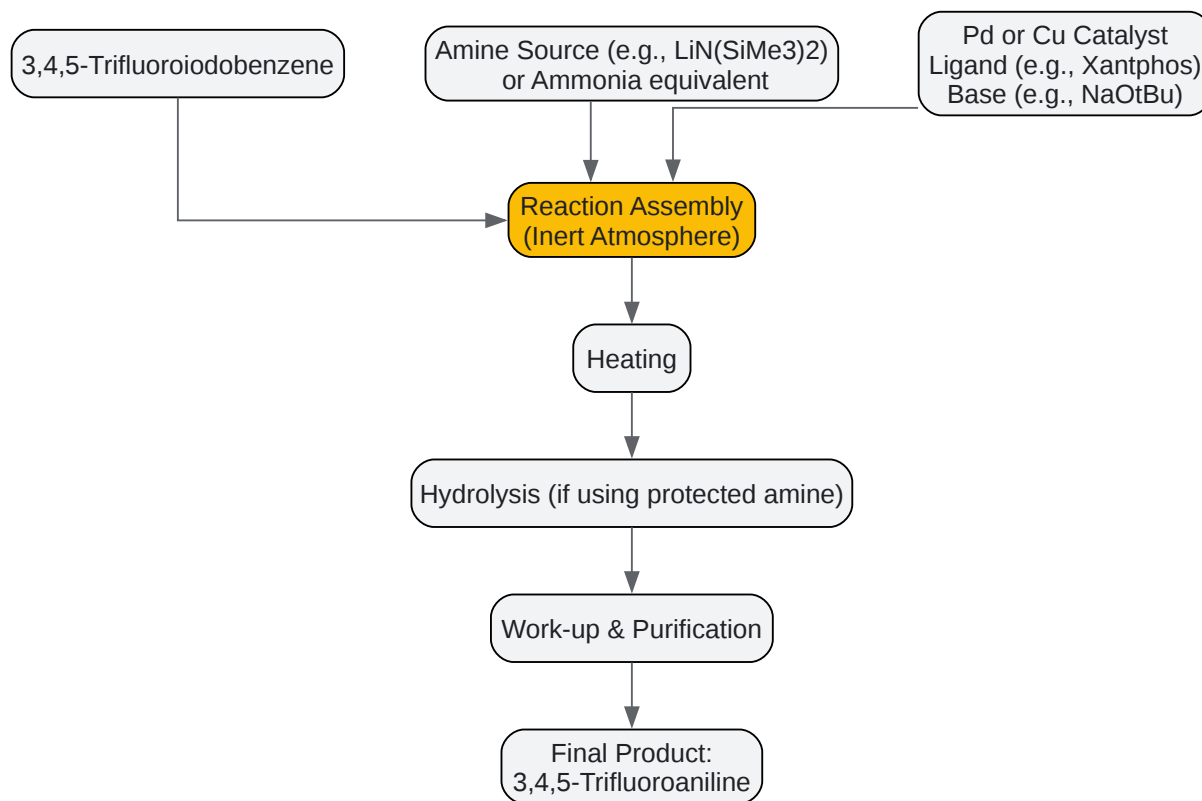 3,4,5-Trifluoroiodobenzene
Amine Source (e.g., LiN(SiMe3)2)
or Ammonia equivalent
Pd or Cu Catalyst
Ligand (e.g., Xantphos)
Base (e.g., NaOtBu)
Reaction Assembly
(Inert Atmosphere)
Heating
Hydrolysis (if using protected amine)
Work-up & Purification
Final Product:
3,4,5-Trifluoroaniline